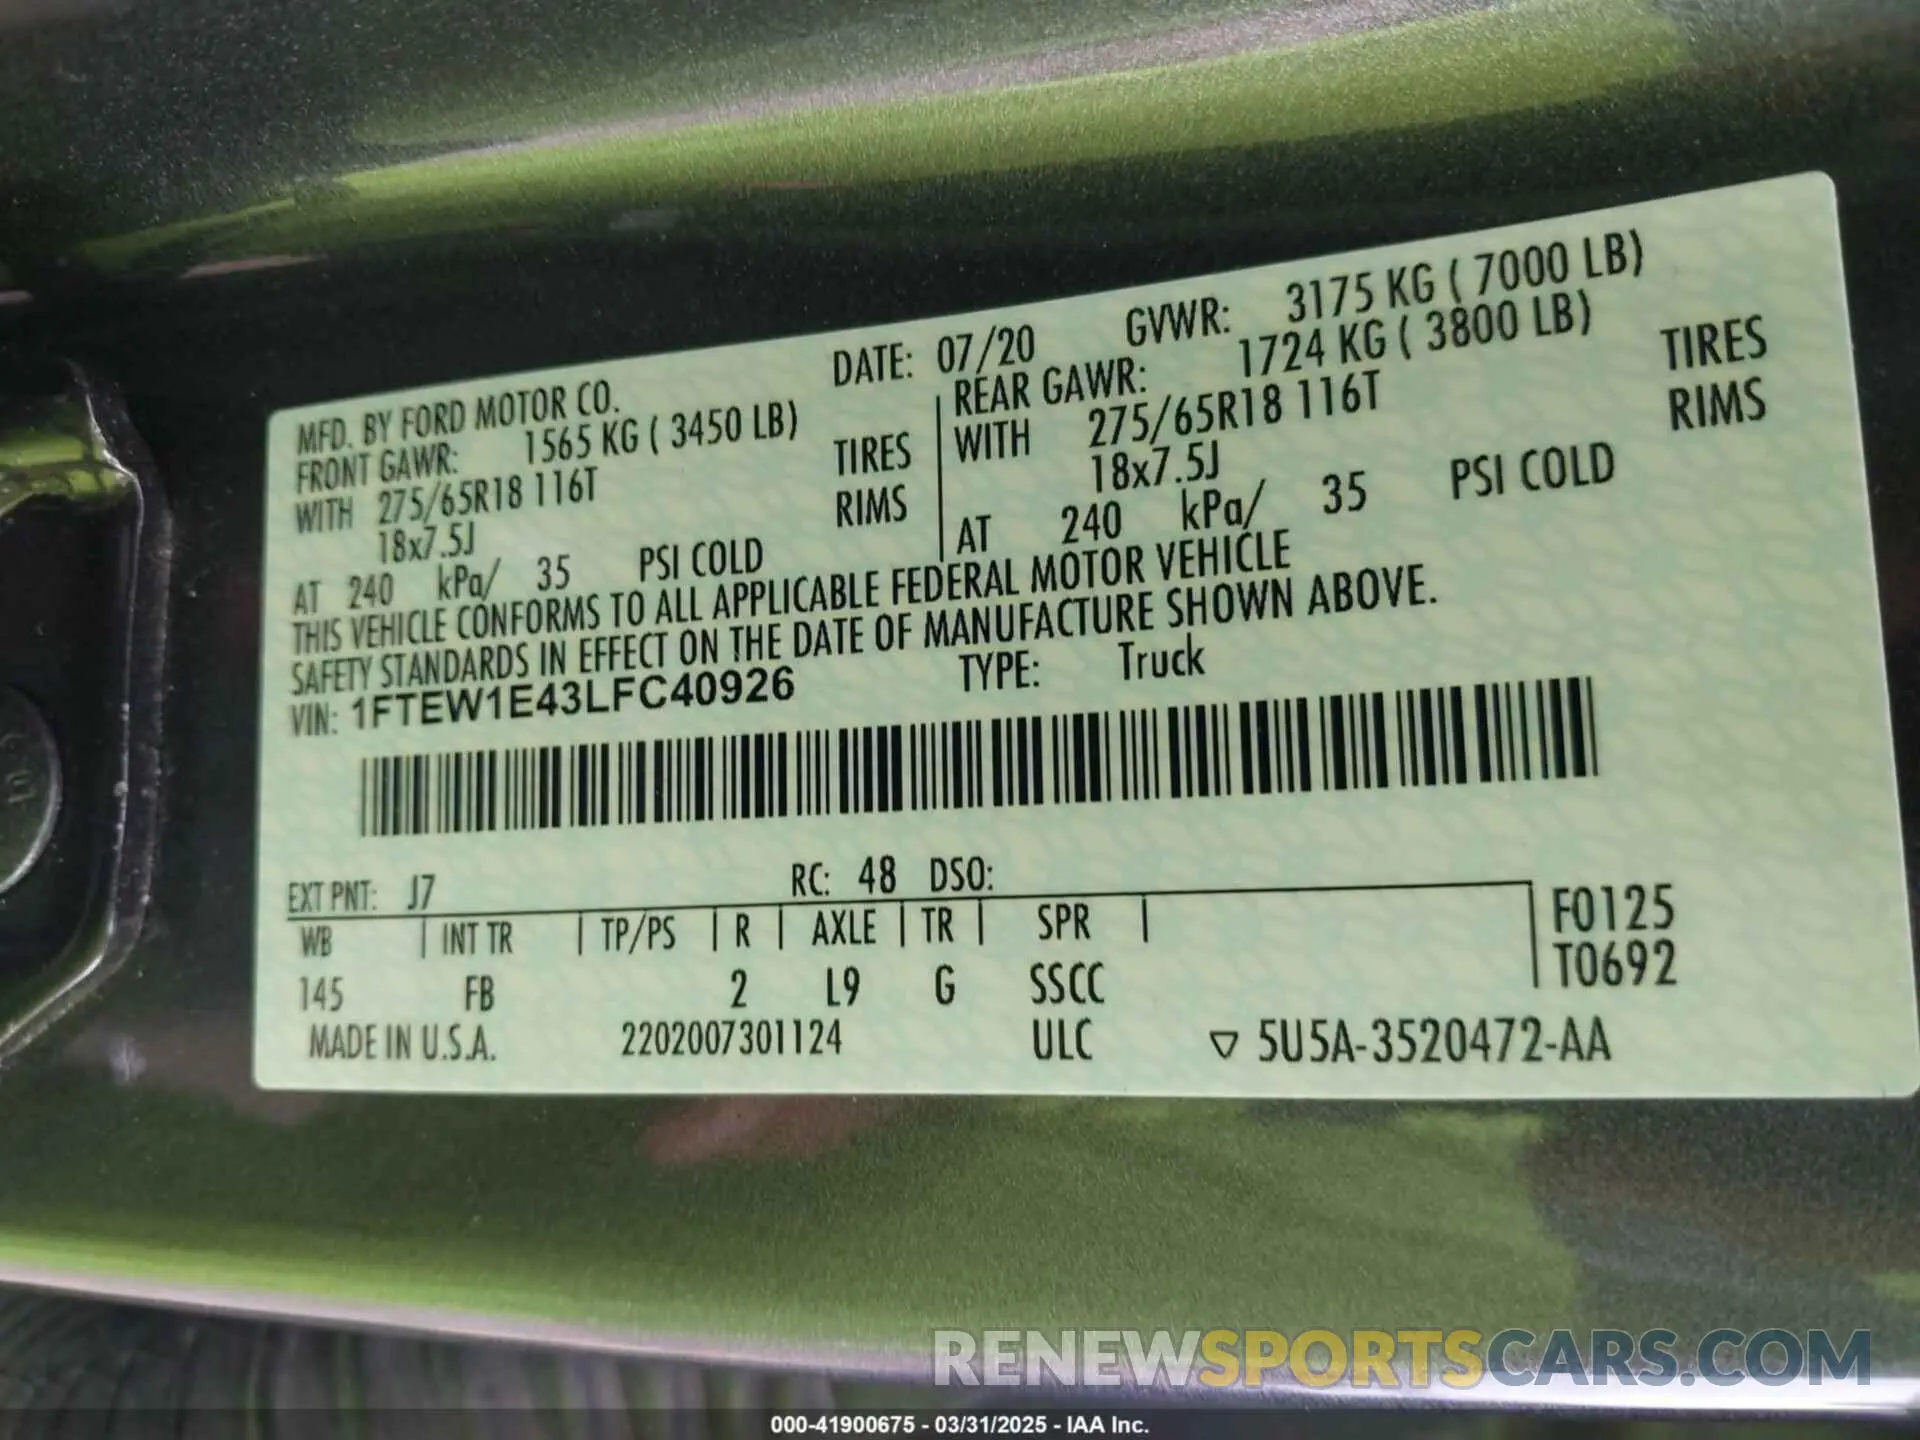 MFD. BY FORD MOTOR CO. DATE: 07/20 GVWR: 3175 KG ( 7000 LB)
FRONT GAWR: 1565 KG ( 3450 LB) REAR GAWR: 1724 KG ( 3800 LB)
WITH 275/65R18 116T TIRES WITH 275/65R18 116T TIRES
18x7.5J RIMS 18x7.5J RIMS
AT 240 kPa/ 35 PSI COLD AT 240 kPa/ 35 PSI COLD
THIS VEHICLE CONFORMS TO ALL APPLICABLE FEDERAL MOTOR VEHICLE
SAFETY STANDARDS IN EFFECT ON THE DATE OF MANUFACTURE SHOWN ABOVE.
VIN: 1FTEW1E43LFC40926 TYPE: Truck
EXT PNT: J7 RC: 48 DSO:
WB | INT TR | TP/PS | R | AXLE | TR | SPR | F0125
T0692
145 FB 2 L9 G SSCC
MADE IN U.S.A. 2202007301124 ULC ▽ 5U5A-3520472-AA
RENEWSPORTSCARS.COM
000-41900675 - 03/31/2025 - IAA Inc.